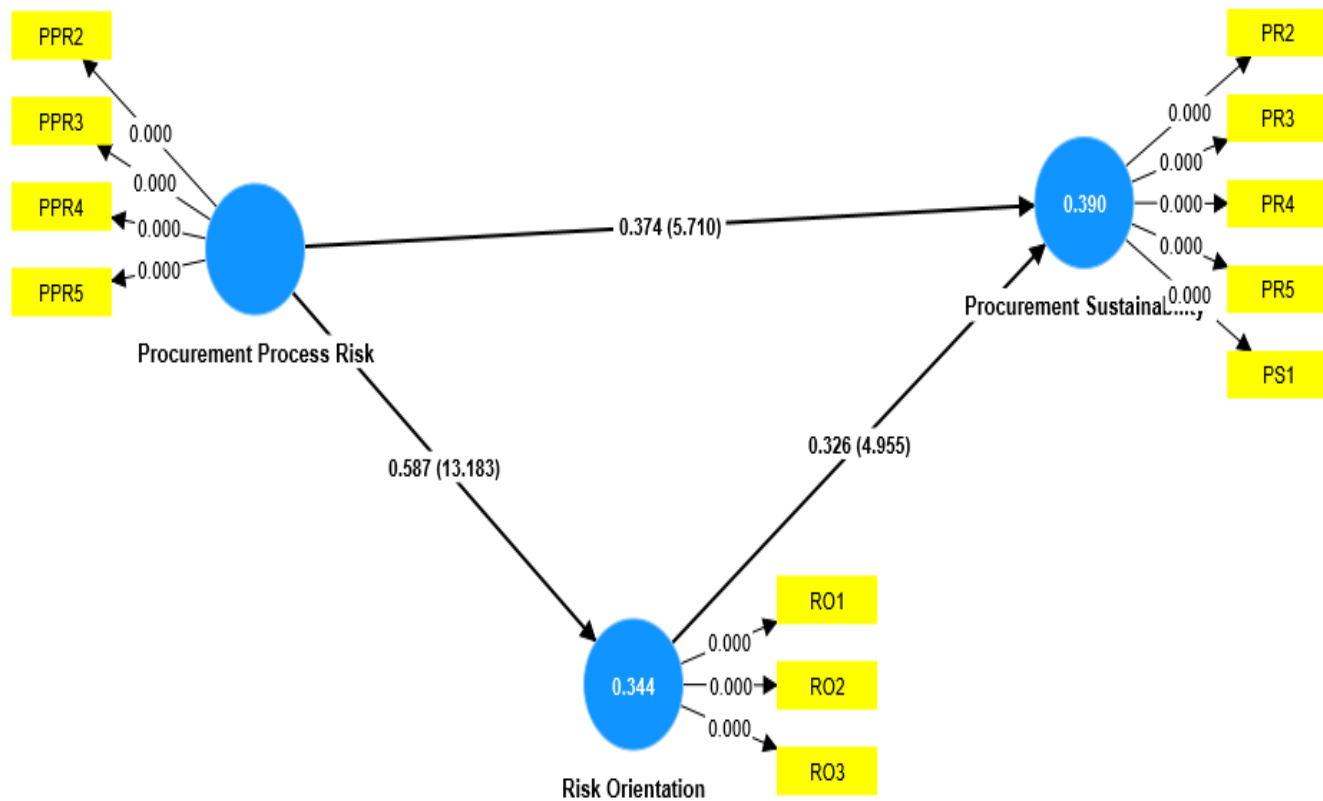 PPR2
PPR3
PPR4
PPR5
0.000
0.000
0.000
0.000
Procurement Process Risk
0.374 (5.710)
0.587 (13.183)
0.326 (4.955)
0.390
Procurement Sustainability
0.000
0.000
0.000
0.000
0.000
PR2
PR3
PR4
PR5
PS1
0.344
Risk Orientation
0.000
0.000
0.000
RO1
RO2
RO3